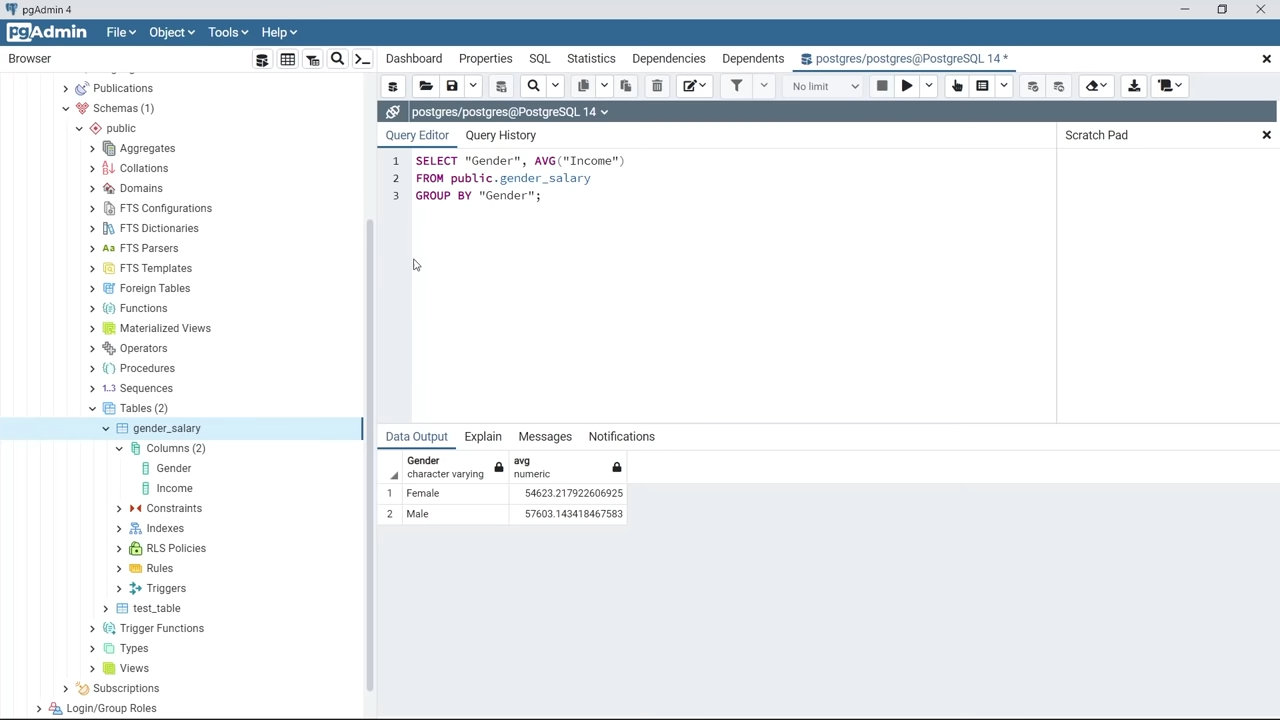 pgAdmin 4
pgAdmin File Object Tools Help
Browser
Dashboard Properties SQL Statistics Dependencies Dependents postgres/postgres@PostgreSQL 14 *
No limit
postgres/postgres@PostgreSQL 14
Publications
Schemas (1)
public
Aggregates
Collations
Domains
FTS Configurations
FTS Dictionaries
Aa FTS Parsers
FTS Templates
Foreign Tables
Functions
Materialized Views
Operators
Procedures
1..3 Sequences
Tables (2)
gender_salary
Columns (2)
Gender
Income
Constraints
Indexes
RLS Policies
Rules
Triggers
test_table
Trigger Functions
Types
Views
Subscriptions
Login/Group Roles
Query Editor Query History
Scratch Pad
1 SELECT "Gender", AVG("Income")
2 FROM public.gender_salary
3 GROUP BY "Gender";
Data Output Explain Messages Notifications
Gender avg
character varying numeric
1 Female 54623.217922606925
2 Male 57603.143418467583